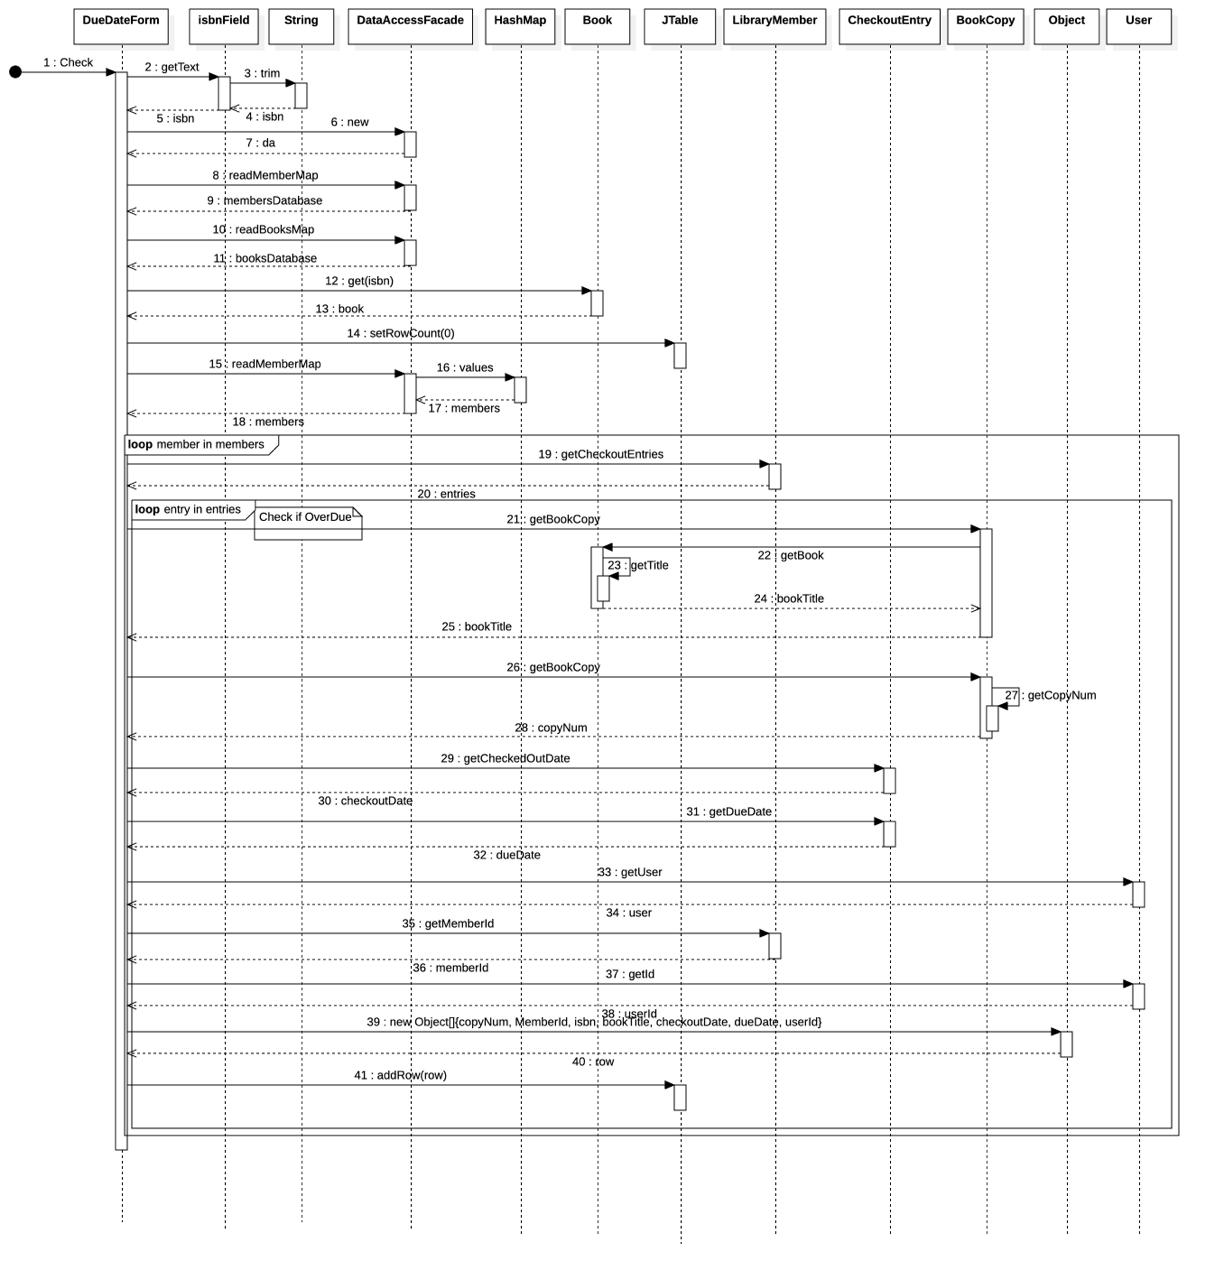 DueDateForm isbnField String DataAccessFacade HashMap Book JTable LibraryMember CheckoutEntry BookCopy Object User
1 : Check
2 : getText
3 : trim
4 : isbn
5 : isbn
6 : new
7 : da
8 : readMemberMap
9 : membersDatabase
10 : readBooksMap
11 : booksDatabase
12 : get(isbn)
13 : book
14 : setRowCount(0)
15 : readMemberMap
16 : values
17 : members
18 : members
loop member in members
19 : getCheckoutEntries
20 : entries
loop entry in entries
Check if OverDue
21 : getBookCopy
22 : getBook
23 : getTitle
24 : bookTitle
25 : bookTitle
26 : getBookCopy
27 : getCopyNum
28 : copyNum
29 : getCheckedOutDate
30 : checkoutDate
31 : getDueDate
32 : dueDate
33 : getUser
34 : user
35 : getMemberId
36 : memberId
37 : getId
38 : userId
39 : new Object[]{copyNum, MemberId, isbn, bookTitle, checkoutDate, dueDate, userId}
40 : row
41 : addRow(row)